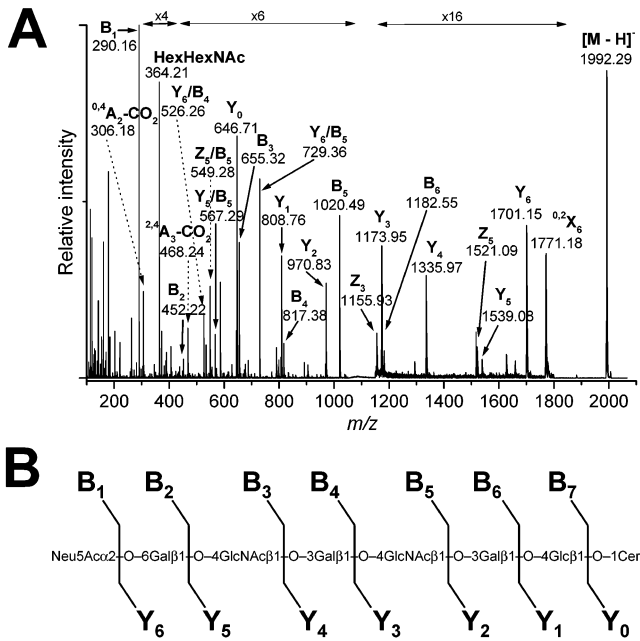 A
x4 x6 x16
B₁
290.16
[M - H]⁻
1992.29
HexHexNAc
364.21
Y₆/B₄
526.26
⁰,⁴A₂-CO₂
306.18
Y₀
646.71
B₃
655.32
Y₆/B₅
729.36
Z₅/B₅
549.28
Y₅/B₅
567.29
²,⁴A₃-CO₂
468.24
B₂
452.22
Y₁
808.76
B₅
1020.49
B₆
1182.55
Y₂
970.83
Y₃
1173.95
Y₄
1335.97
B₄
817.38
Z₃
1155.93
Y₆
1701.15
⁰,²X₆
1771.18
Z₅
1521.09
Y₅
1539.08
Relative intensity
200 400 600 800 1000 1200 1400 1600 1800 2000
m/z
B
B₁ B₂ B₃ B₄ B₅ B₆ B₇
Neu5Acα2-O-6Galβ1-O-4GlcNAcβ1-O-3Galβ1-O-4GlcNAcβ1-O-3Galβ1-O-4Glcβ1-O-1Cer
Y₆ Y₅ Y₄ Y₃ Y₂ Y₁ Y₀